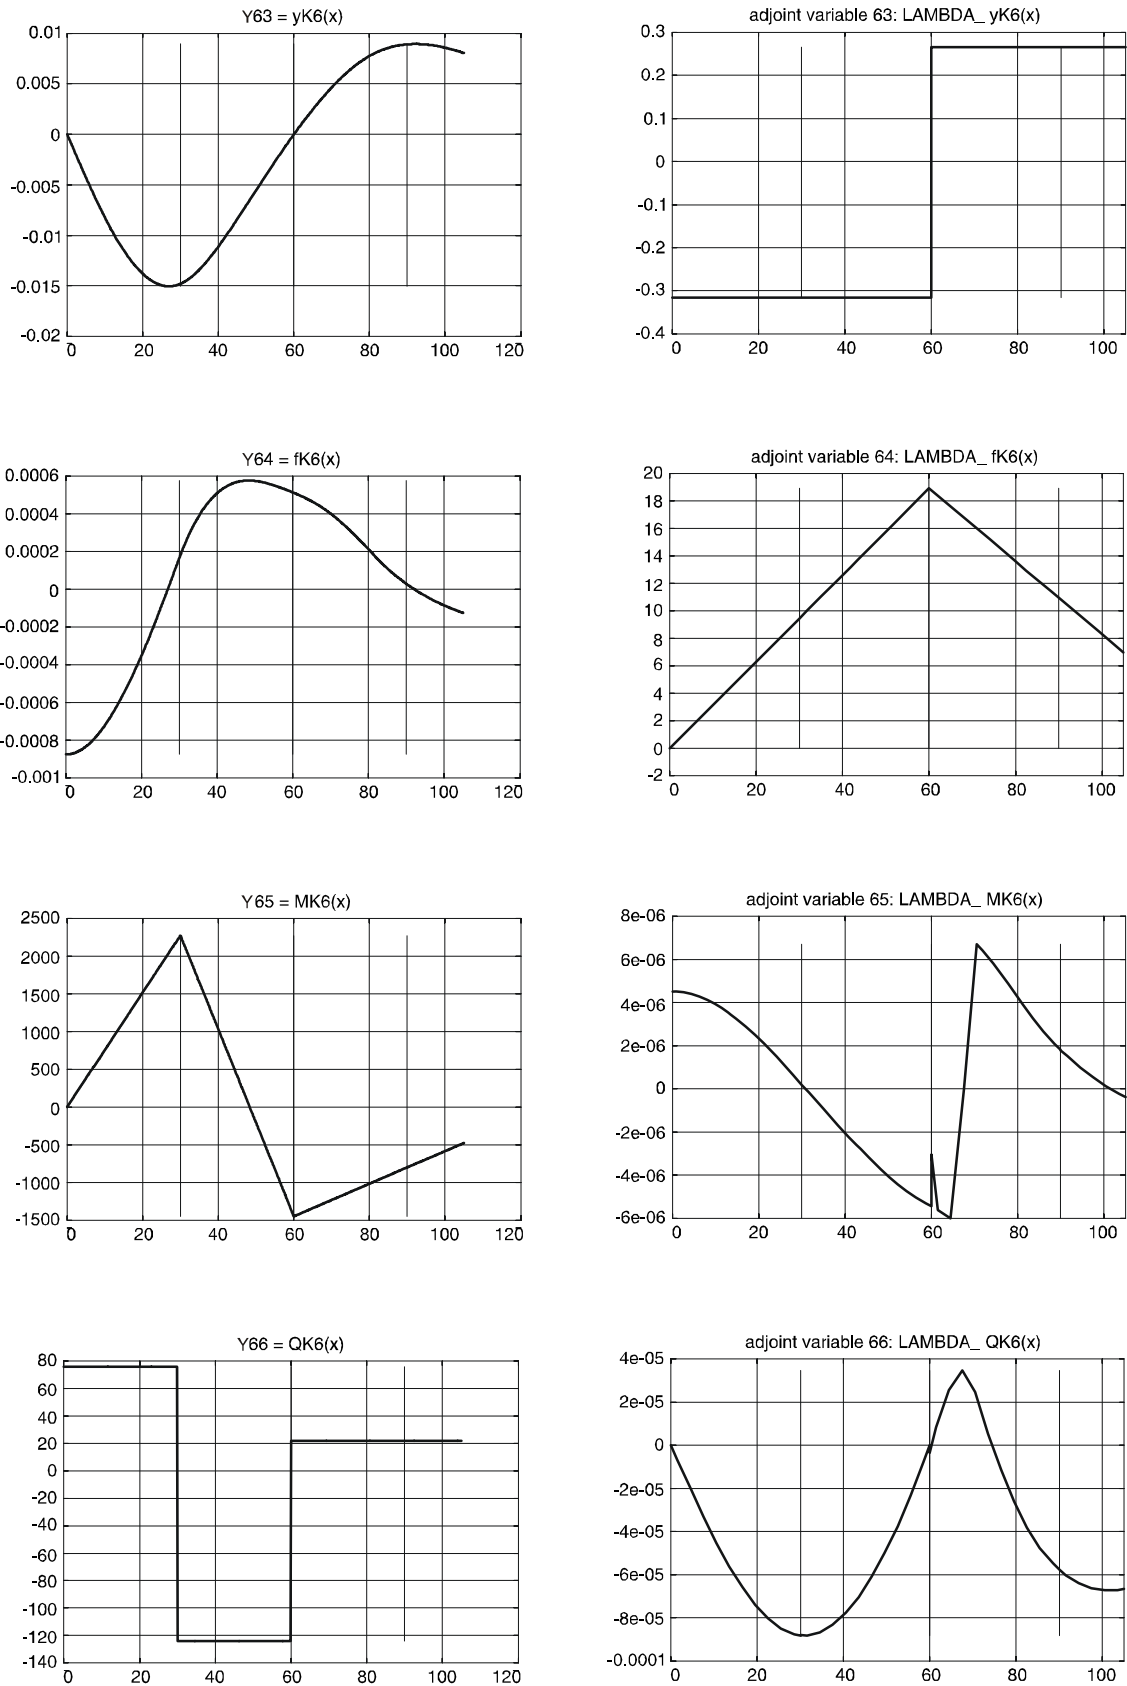 Y63 = yK6(x)
0.01
0.005
0
-0.005
-0.01
-0.015
-0.02
0 20 40 60 80 100 120
adjoint variable 63: LAMBDA_ yK6(x)
0.3
0.2
0.1
0
-0.1
-0.2
-0.3
-0.4
0 20 40 60 80 100
Y64 = fK6(x)
0.0006
0.0004
0.0002
0
-0.0002
-0.0004
-0.0006
-0.0008
-0.001
0 20 40 60 80 100 120
adjoint variable 64: LAMBDA_ fK6(x)
20
18
16
14
12
10
8
6
4
2
0
-2
0 20 40 60 80 100
Y65 = MK6(x)
2500
2000
1500
1000
500
0
-500
-1000
-1500
0 20 40 60 80 100 120
adjoint variable 65: LAMBDA_ MK6(x)
8e-06
6e-06
4e-06
2e-06
0
-2e-06
-4e-06
-6e-06
0 20 40 60 80 100
Y66 = QK6(x)
80
60
40
20
0
-20
-40
-60
-80
-100
-120
-140
0 20 40 60 80 100 120
adjoint variable 66: LAMBDA_ QK6(x)
4e-05
2e-05
0
-2e-05
-4e-05
-6e-05
-8e-05
-0.0001
0 20 40 60 80 100